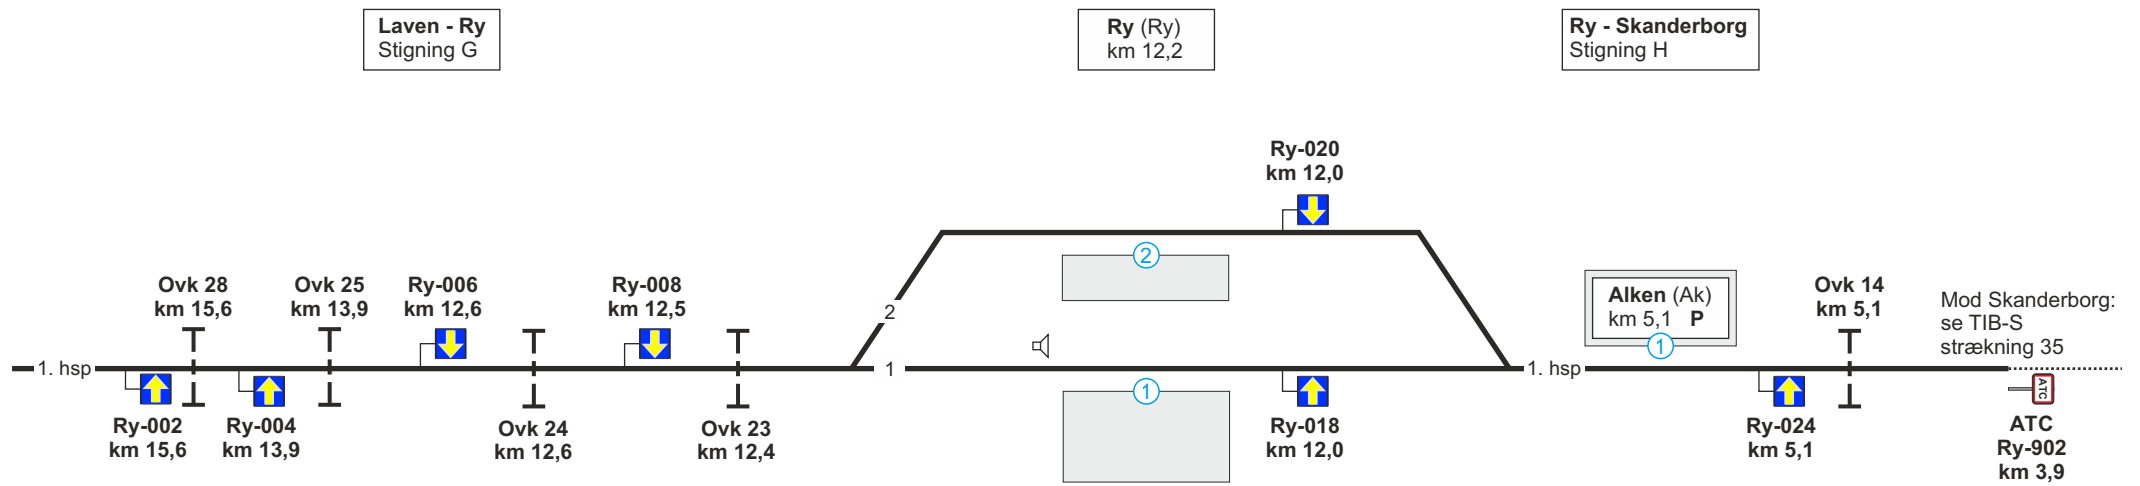 Laven - Ry
Stigning G
Ry (Ry)
km 12,2
Ry - Skanderborg
Stigning H
Ry-020
km 12,0
Ovk 28
km 15,6
Ovk 25
km 13,9
Ry-006
km 12,6
Ry-008
km 12,5
2
2
Alken (Ak)
km 5,1 P
1
Ovk 14
km 5,1
Mod Skanderborg:
se TIB-S
strækning 35
1. hsp
1
1. hsp
1
ATC
Ry-002
km 15,6
Ry-004
km 13,9
Ovk 24
km 12,6
Ovk 23
km 12,4
Ry-018
km 12,0
Ry-024
km 5,1
ATC
Ry-902
km 3,9